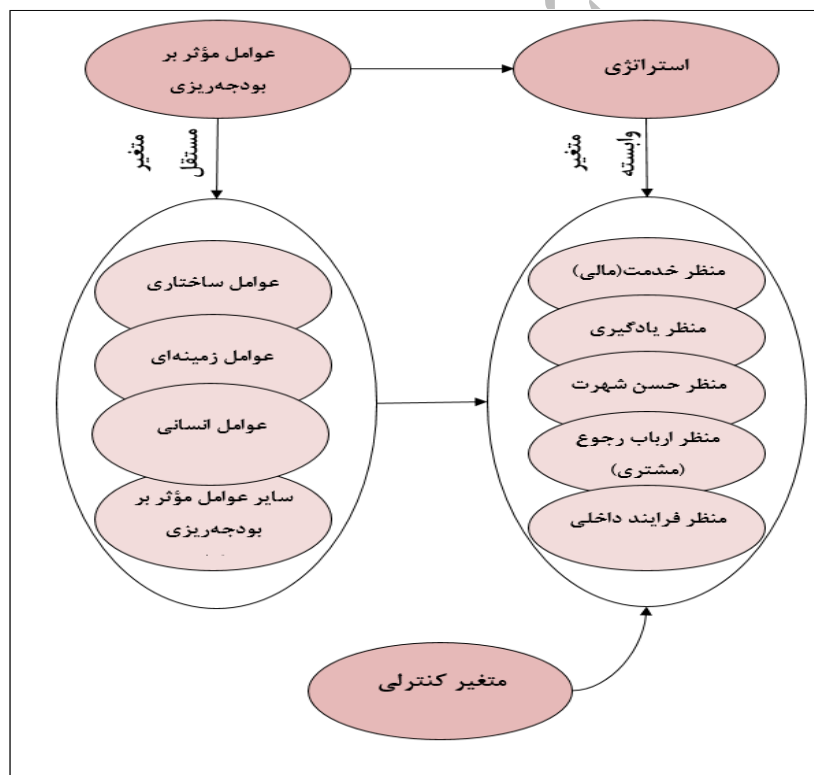 عوامل مؤثر بر
بودجه‌ریزی
استراتژی
متغیر
مستقل
متغیر
وابسته
عوامل ساختاری
عوامل زمینه‌ای
عوامل انسانی
سایر عوامل مؤثر بر
بودجه‌ریزی
منظر خدمت(مالی)
منظر یادگیری
منظر حسن شهرت
منظر ارباب رجوع
(مشتری)
منظر فرایند داخلی
متغیر کنترلی